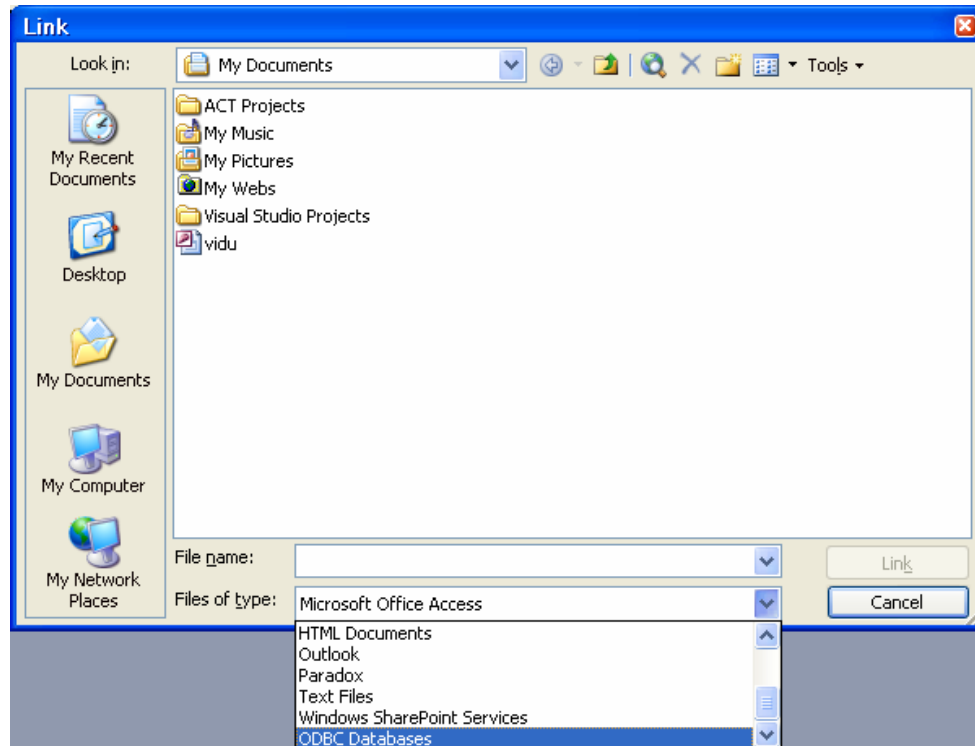 Link
Look in:
My Documents
Tools
ACT Projects
My Music
My Pictures
My Webs
Visual Studio Projects
vidu
My Recent
Documents
Desktop
My Documents
My Computer
My Network
Places
File name:
Link
Files of type:
Microsoft Office Access
Cancel
HTML Documents
Outlook
Paradox
Text Files
Windows SharePoint Services
ODBC Databases